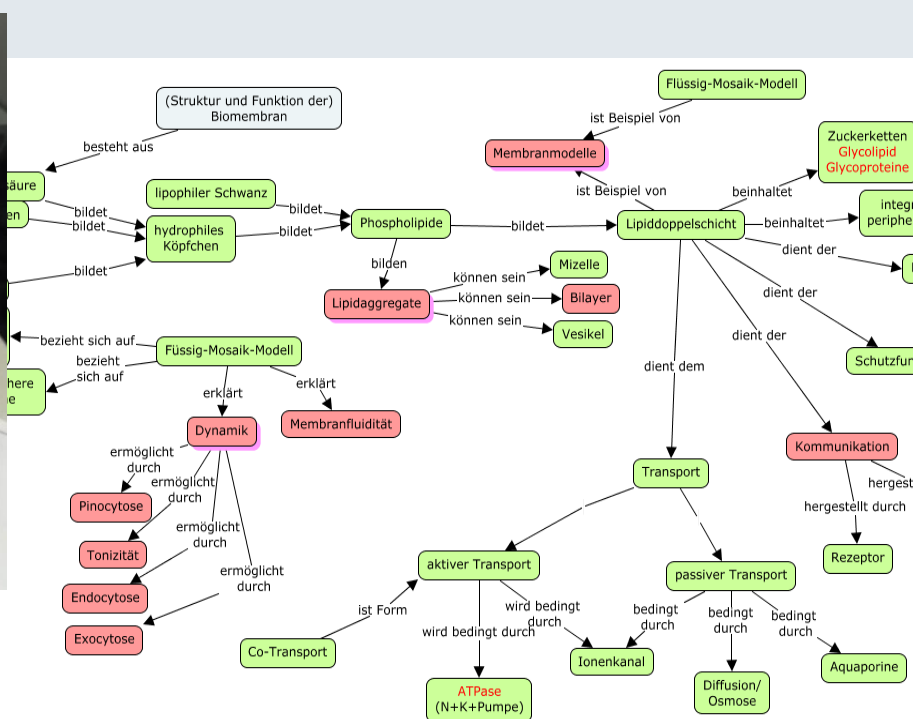 Flüssig-Mosaik-Modell
(Struktur und Funktion der)
Biomembran
ist Beispiel von
Zuckerketten
Glycolipid
Glycoproteine
besteht aus
Membranmodelle
ist Beispiel von
beinhaltet
säure
lipophiler Schwanz
bildet
bildet
bildet
hydrophiles
Köpfchen
bildet
Phospholipide
bildet
Lipiddoppelschicht
beinhaltet
dient der
bildet
bilden
können sein
Mizelle
Lipidaggregate
können sein
Bilayer
können sein
Vesikel
dient der
dient der
bezieht sich auf
Füssig-Mosaik-Modell
bezieht
sich auf
dient dem
erklärt
erklärt
Dynamik
Membranfluidität
Kommunikation
ermöglicht
durch
ermöglicht
durch
Pinocytose
Transport
hergestellt durch
ermöglicht
durch
Tonizität
aktiver Transport
passiver Transport
Rezeptor
ermöglicht
durch
Endocytose
ist Form
wird bedingt
durch
wird bedingt durch
bedingt
durch
bedingt
durch
bedingt
durch
Exocytose
Co-Transport
Ionenkanal
Aquaporine
ATPase
(N+K+Pumpe)
Diffusion/
Osmose